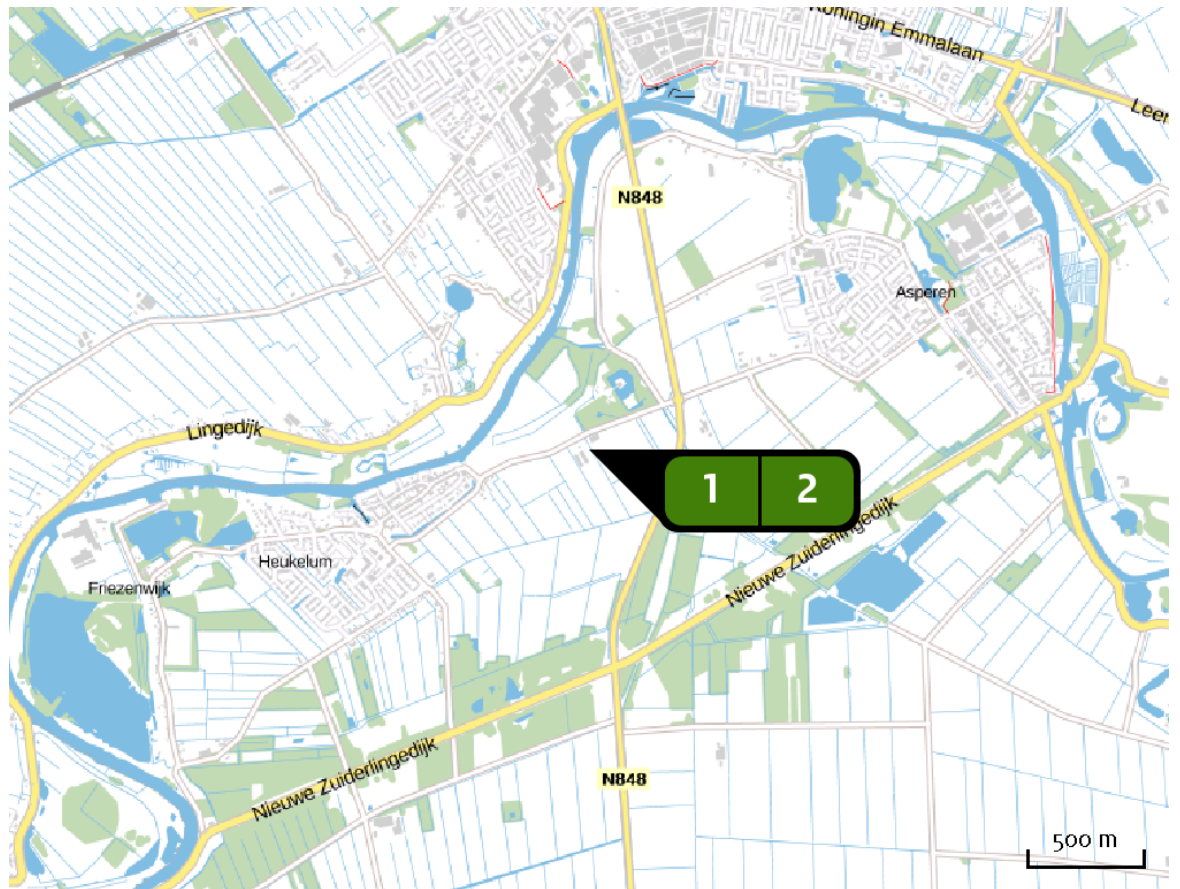 Koningin Emmalaan
Leer
N848
Asperen
Lingedijk
1 2
Heukelum
Friezenwijk
Nieuwe Zuiderlingedijk
Nieuwe Zuiderlingedijk
N848
500 m